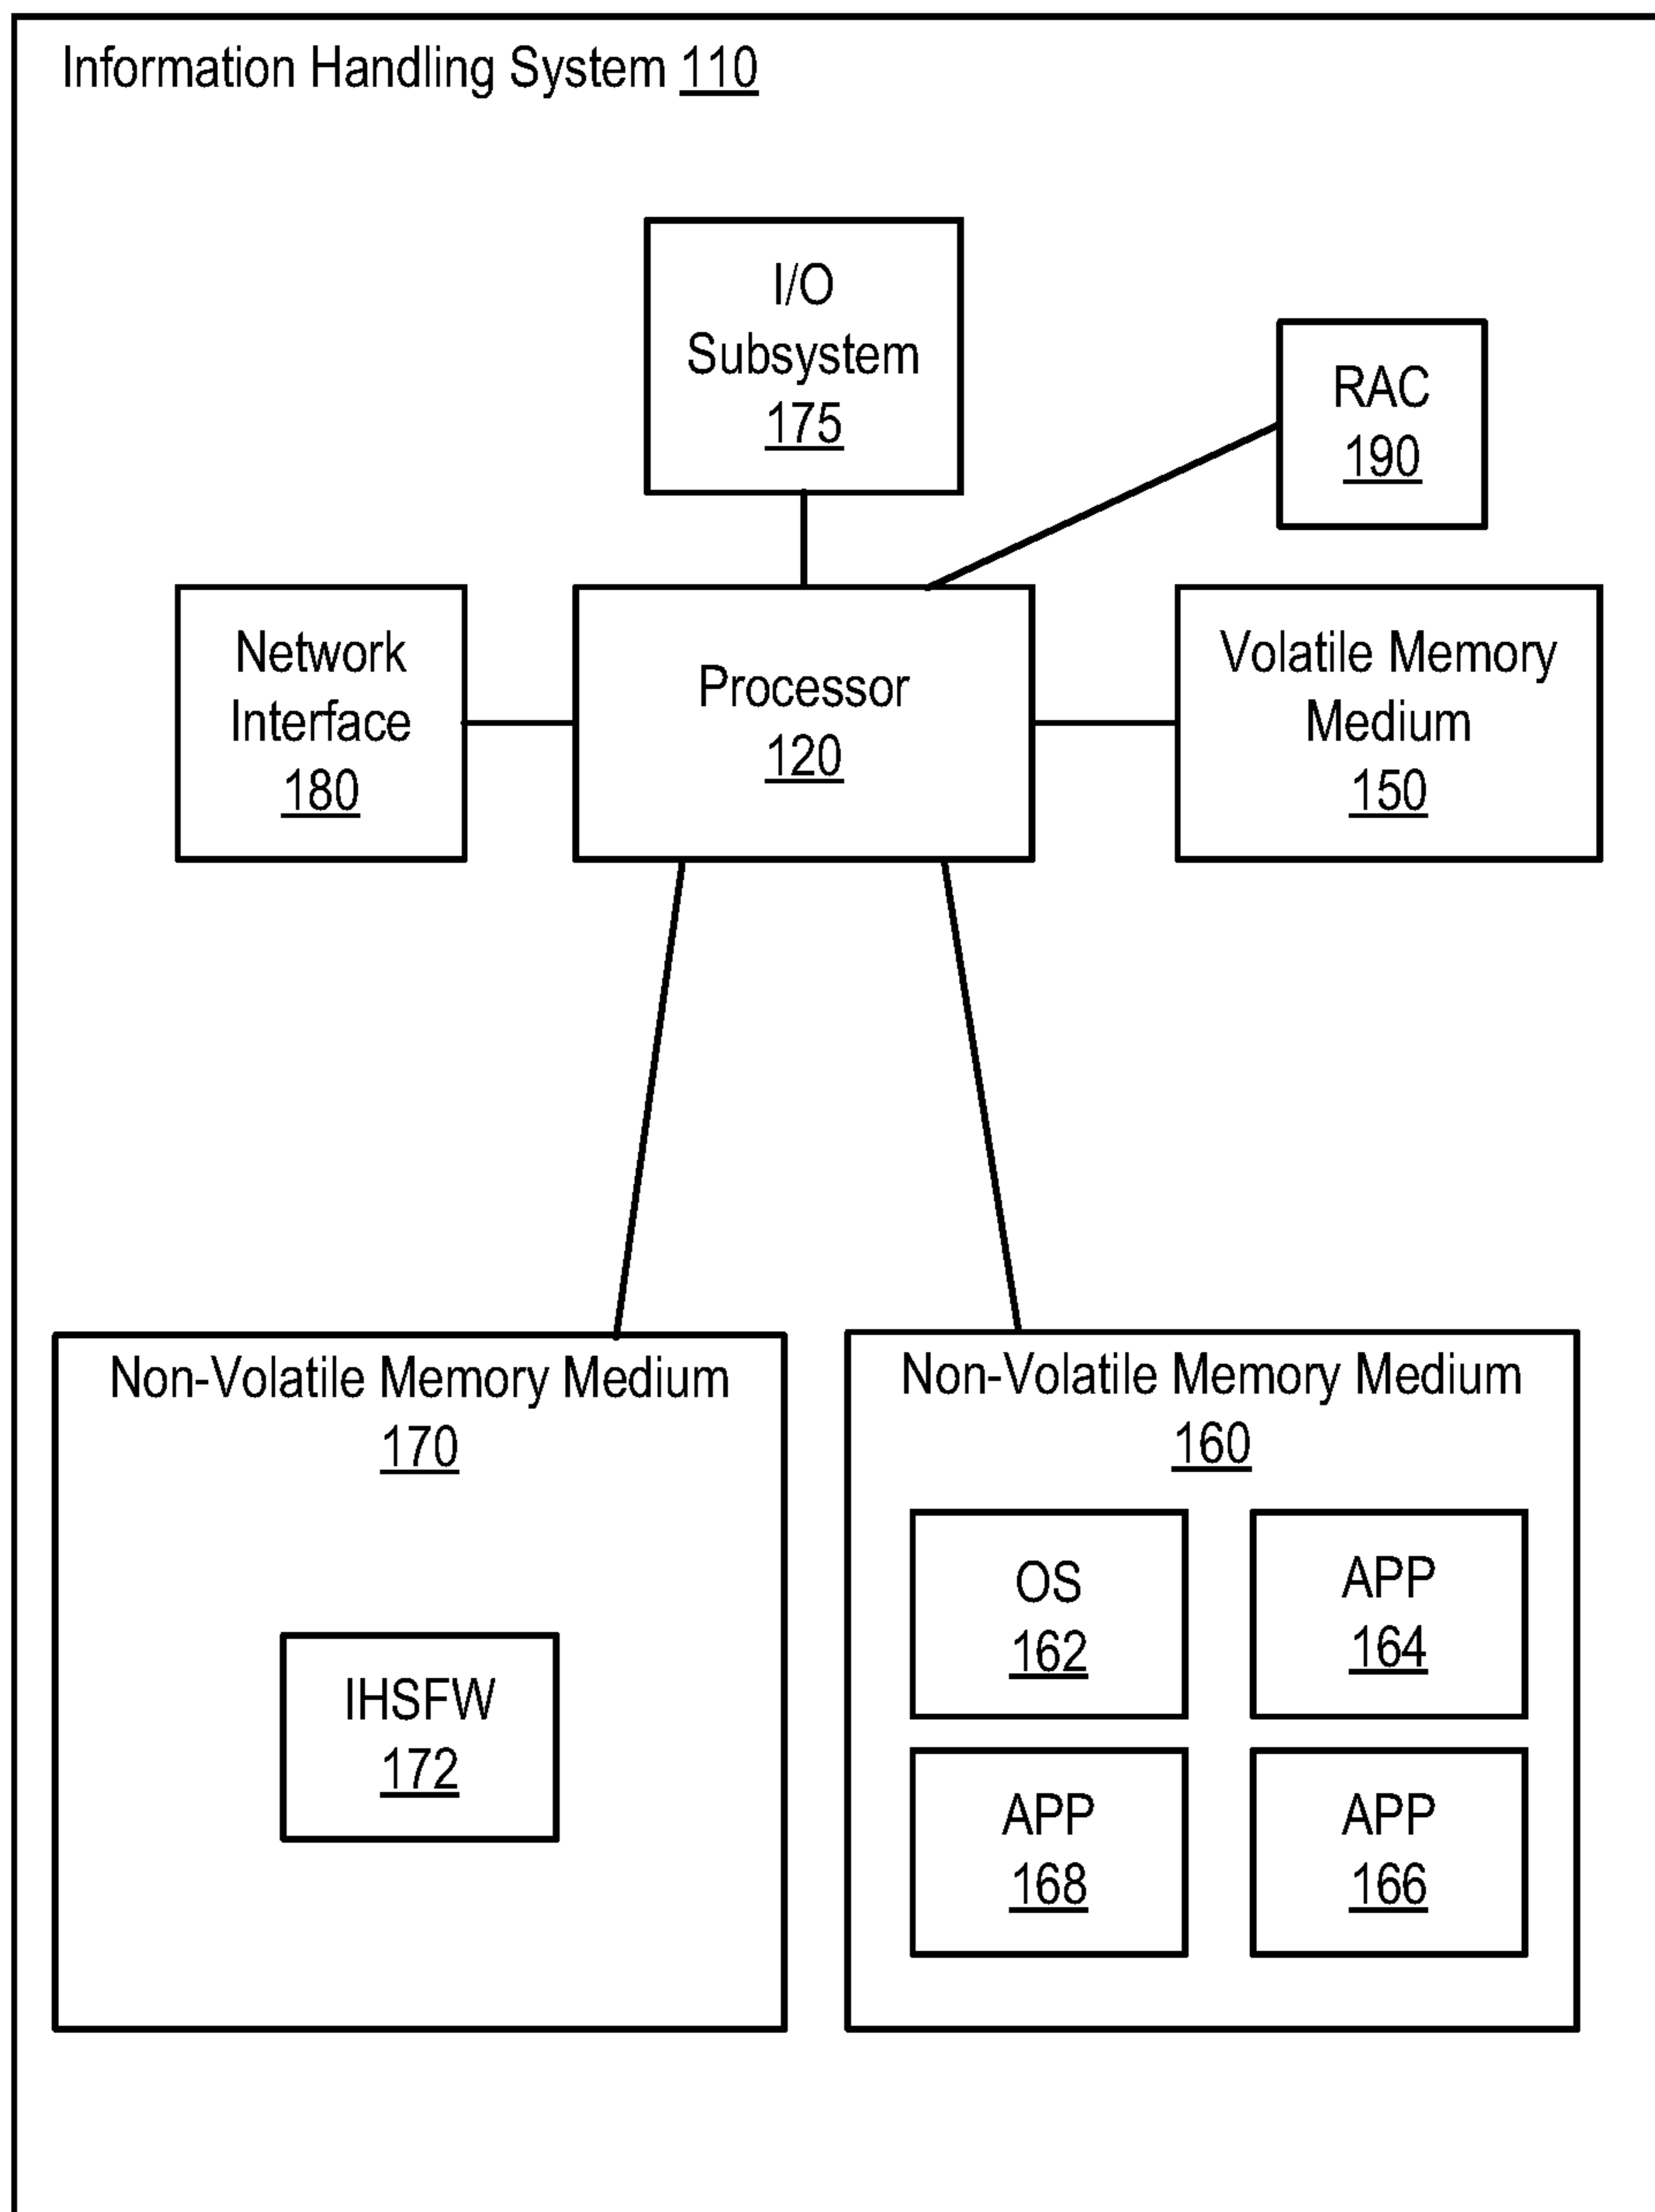 Information Handling System 110
I/O
Subsystem
175
RAC
190
Network
Interface
180
Processor
120
Volatile Memory
Medium
150
Non-Volatile Memory Medium
170
IHSFW
172
Non-Volatile Memory Medium
160
OS
162
APP
164
APP
168
APP
166